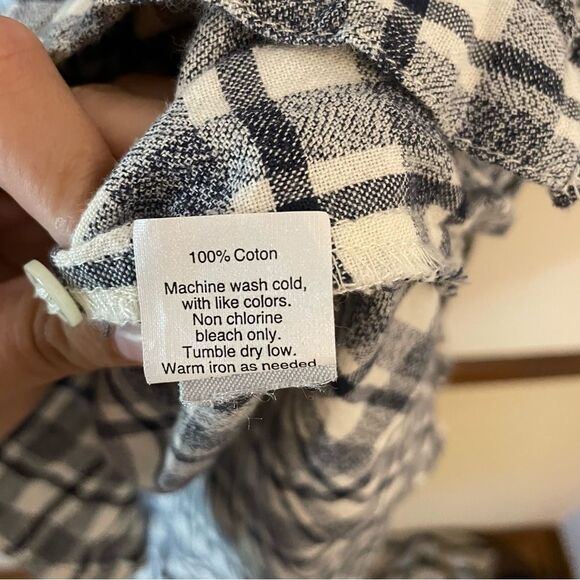 100% Coton
Machine wash cold,
with like colors.
Non chlorine
bleach only.
Tumble dry low.
Warm iron as needed